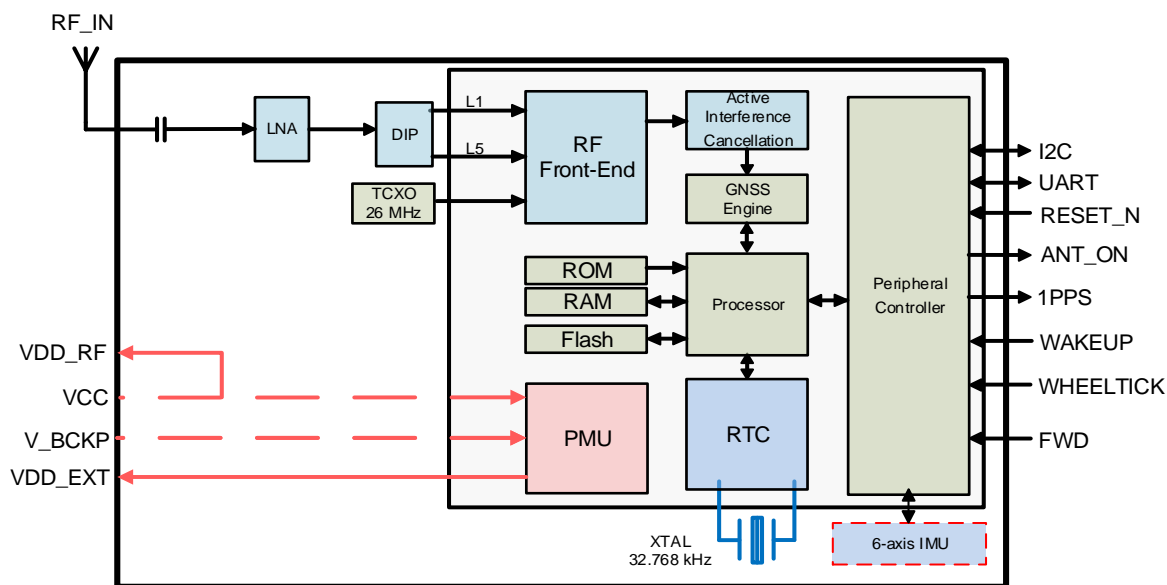 RF_IN
LNA
DIP
L1
L5
TCXO
26 MHz
RF
Front-End
Active
Interference
Cancellation
GNSS
Engine
ROM
RAM
Flash
Processor
Peripheral
Controller
I2C
UART
RESET_N
ANT_ON
1PPS
WAKEUP
WHEELTICK
FWD
VDD_RF
VCC
V_BCKP
VDD_EXT
PMU
RTC
XTAL
32.768 kHz
6-axis IMU